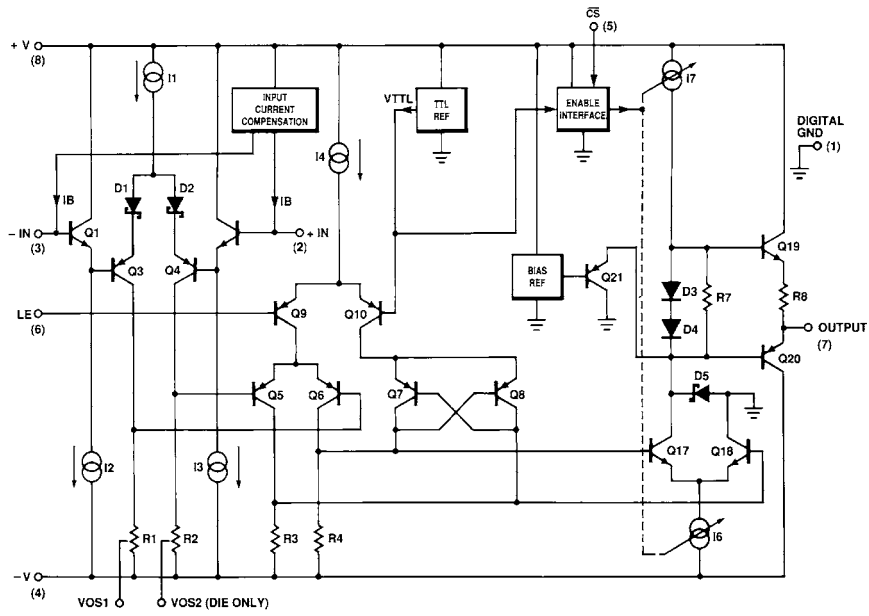 CS
(5)
+ V
(8)
I1
I7
INPUT
CURRENT
COMPENSATION
VTTL
TTL
REF
ENABLE
INTERFACE
DIGITAL
GND
(1)
I4
D1
D2
IB
IB
– IN
(3)
Q1
+ IN
(2)
Q3
Q4
Q19
BIAS
REF
Q21
D3
R7
R8
LE
(6)
Q9
Q10
D4
OUTPUT
(7)
Q20
Q5
Q6
Q7
Q8
D5
Q17
Q18
I2
I3
R1
R2
R3
R4
I6
–V
(4)
VOS1
VOS2 (DIE ONLY)